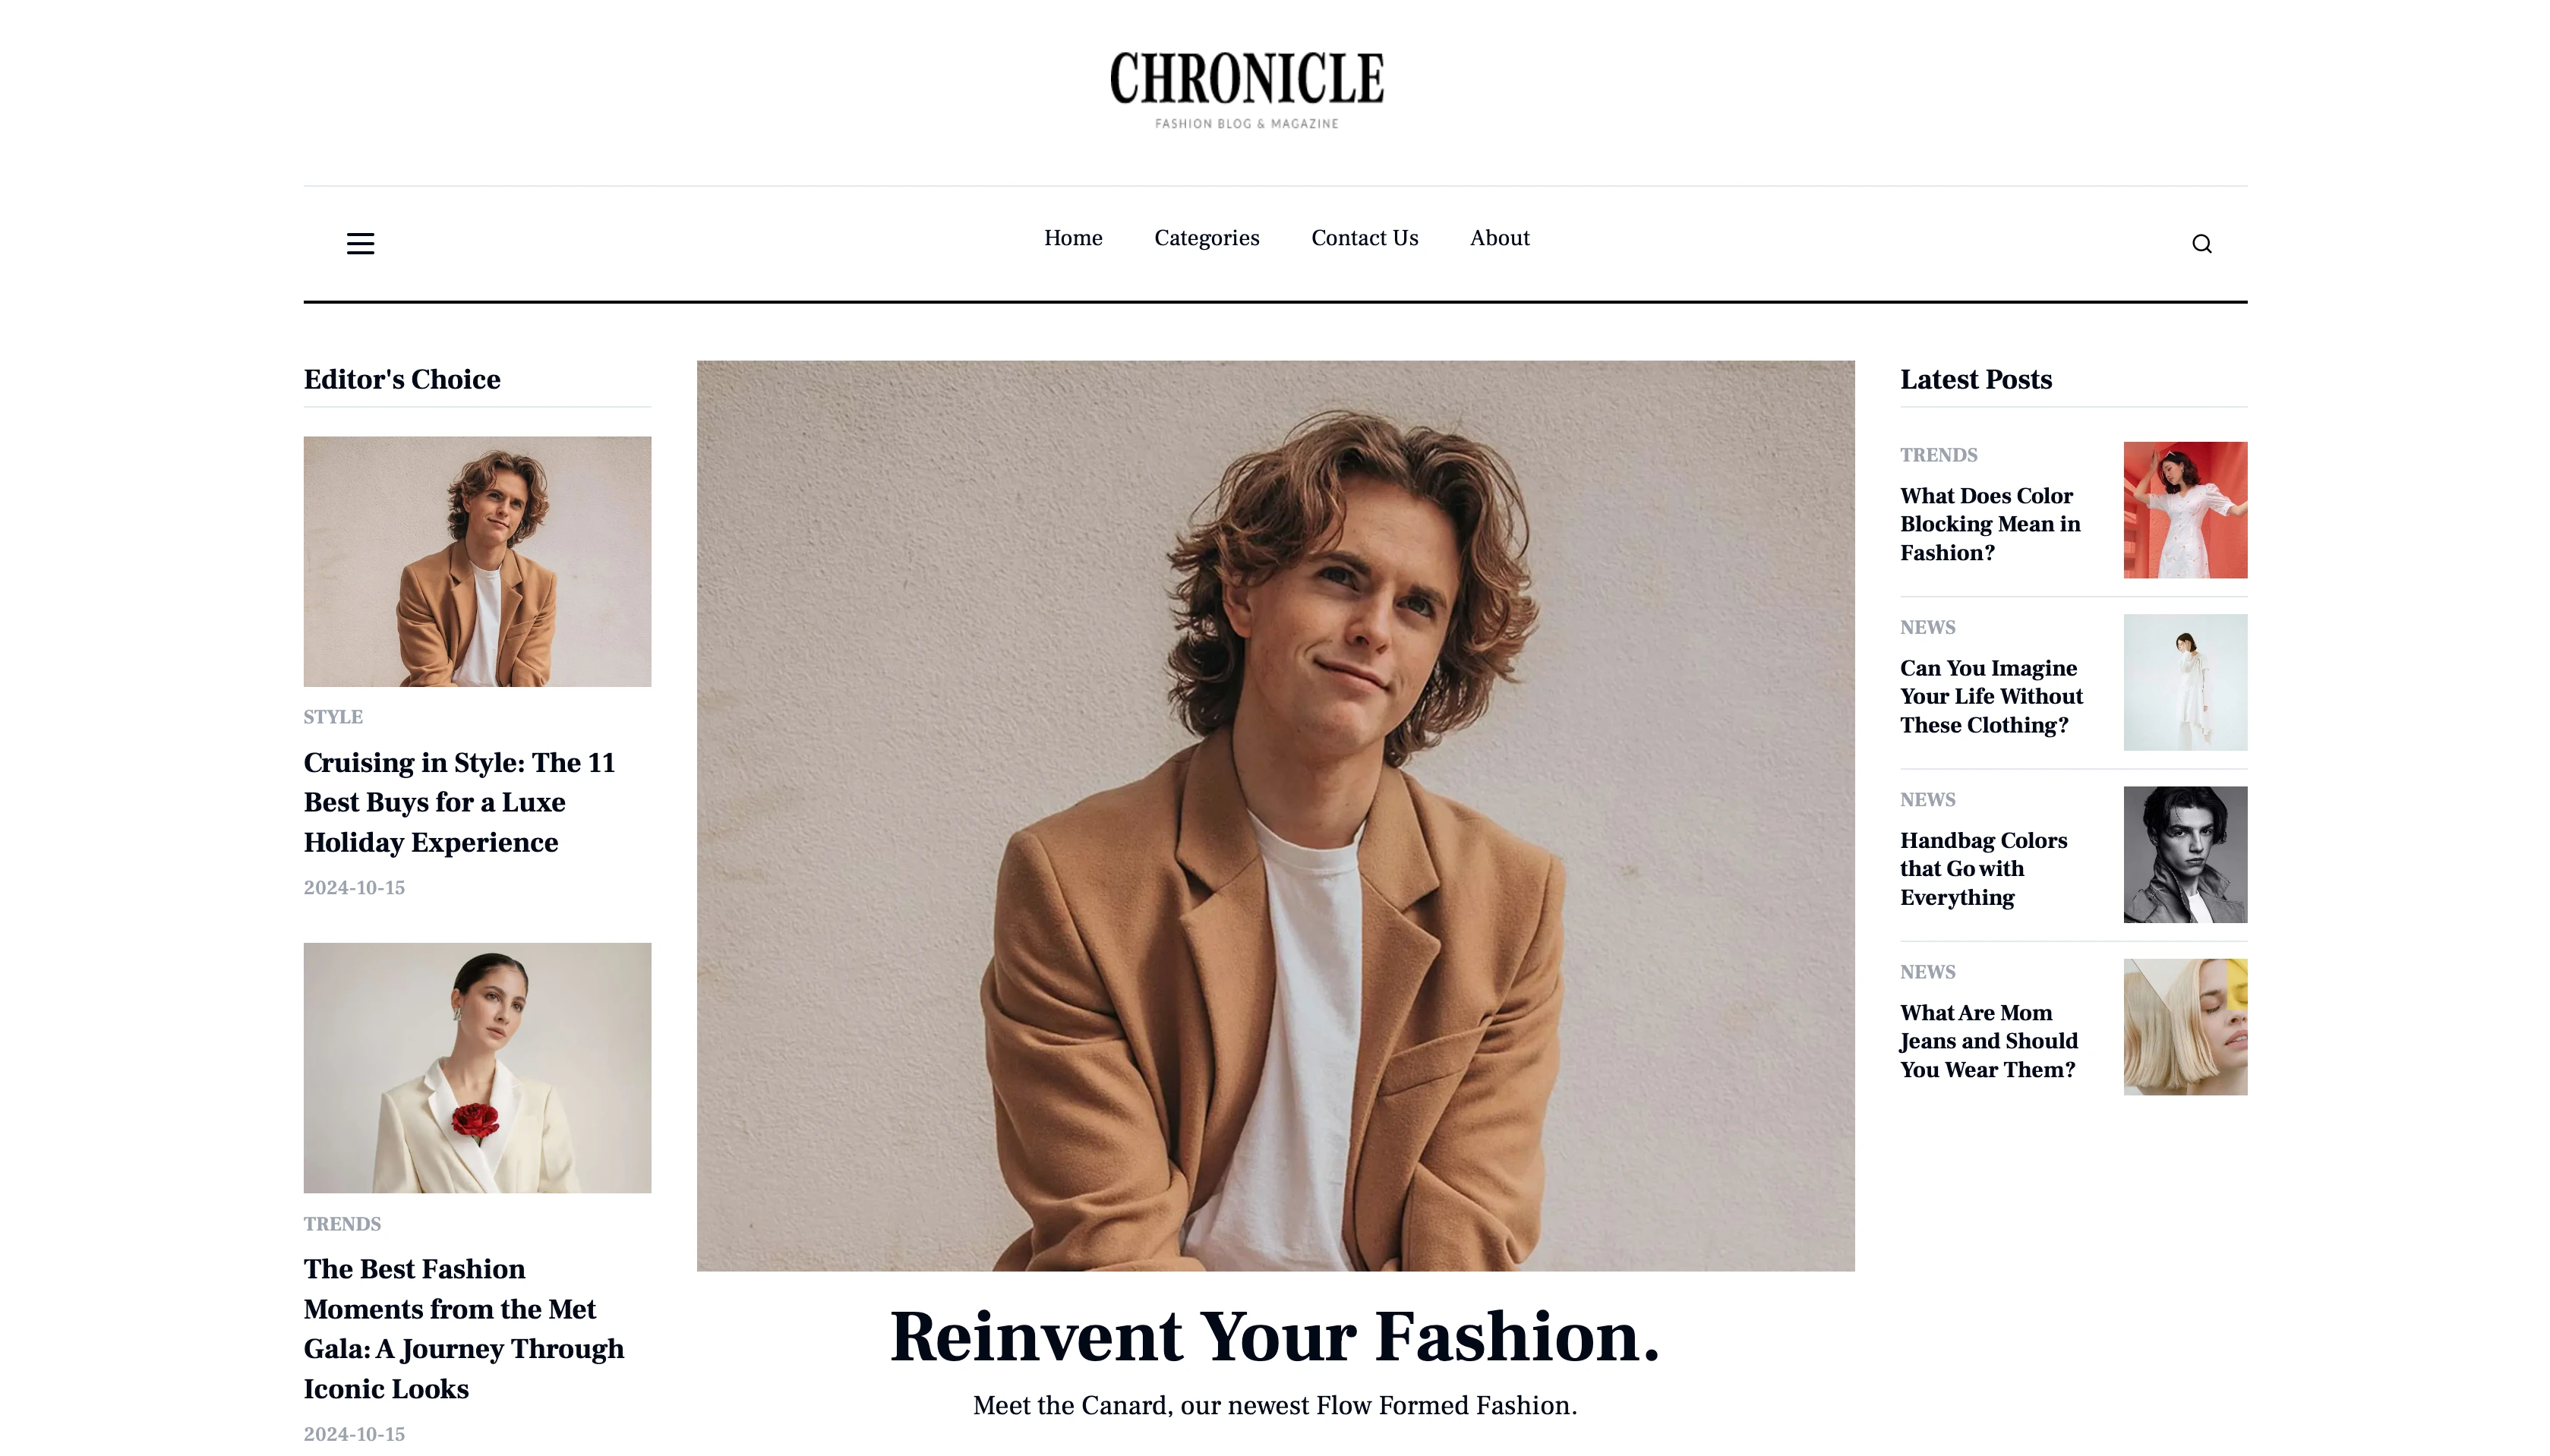 CHRONICLE
FASHION BLOG & MAGAZINE
Home Categories Contact Us About
Editor's Choice
STYLE
Cruising in Style: The 11
Best Buys for a Luxe
Holiday Experience
2024-10-15
TRENDS
The Best Fashion
Moments from the Met
Gala: A Journey Through
Iconic Looks
2024-10-15
Reinvent Your Fashion.
Meet the Canard, our newest Flow Formed Fashion.
Latest Posts
TRENDS
What Does Color
Blocking Mean in
Fashion?
NEWS
Can You Imagine
Your Life Without
These Clothing?
NEWS
Handbag Colors
that Go with
Everything
NEWS
What Are Mom
Jeans and Should
You Wear Them?